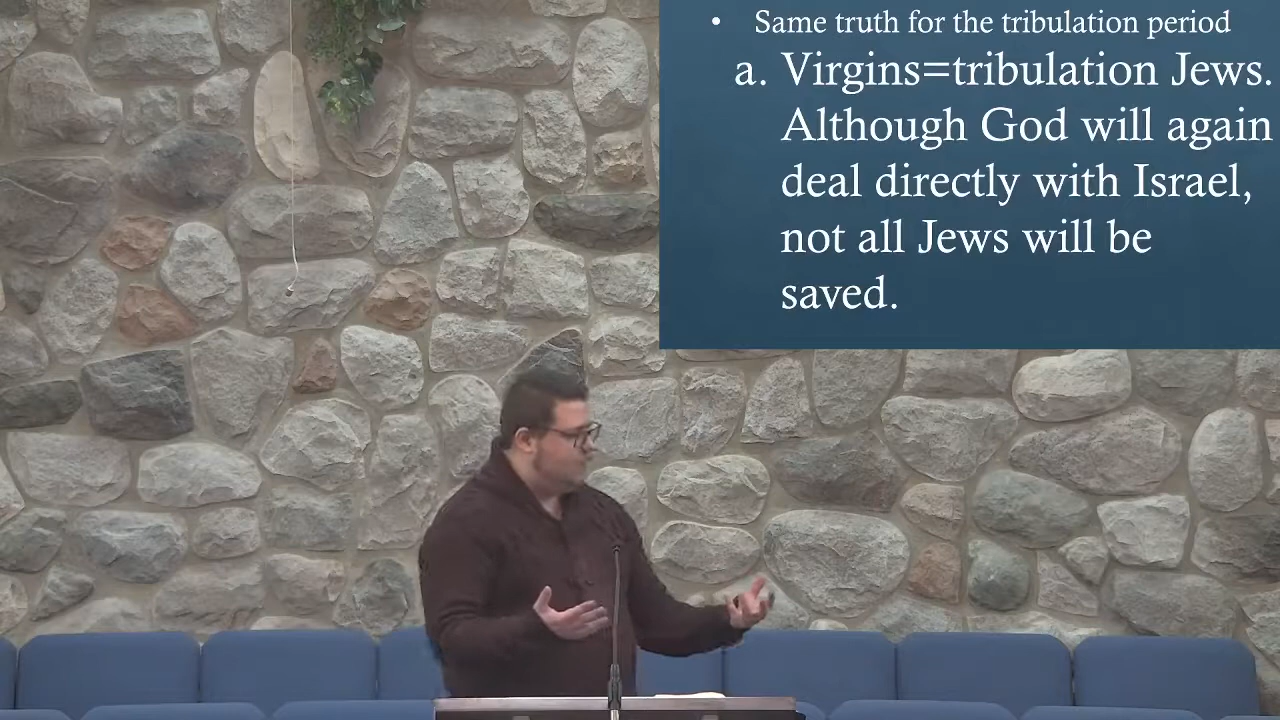 • Same truth for the tribulation period
a. Virgins=tribulation Jews.
Although God will again
deal directly with Israel,
not all Jews will be
saved.